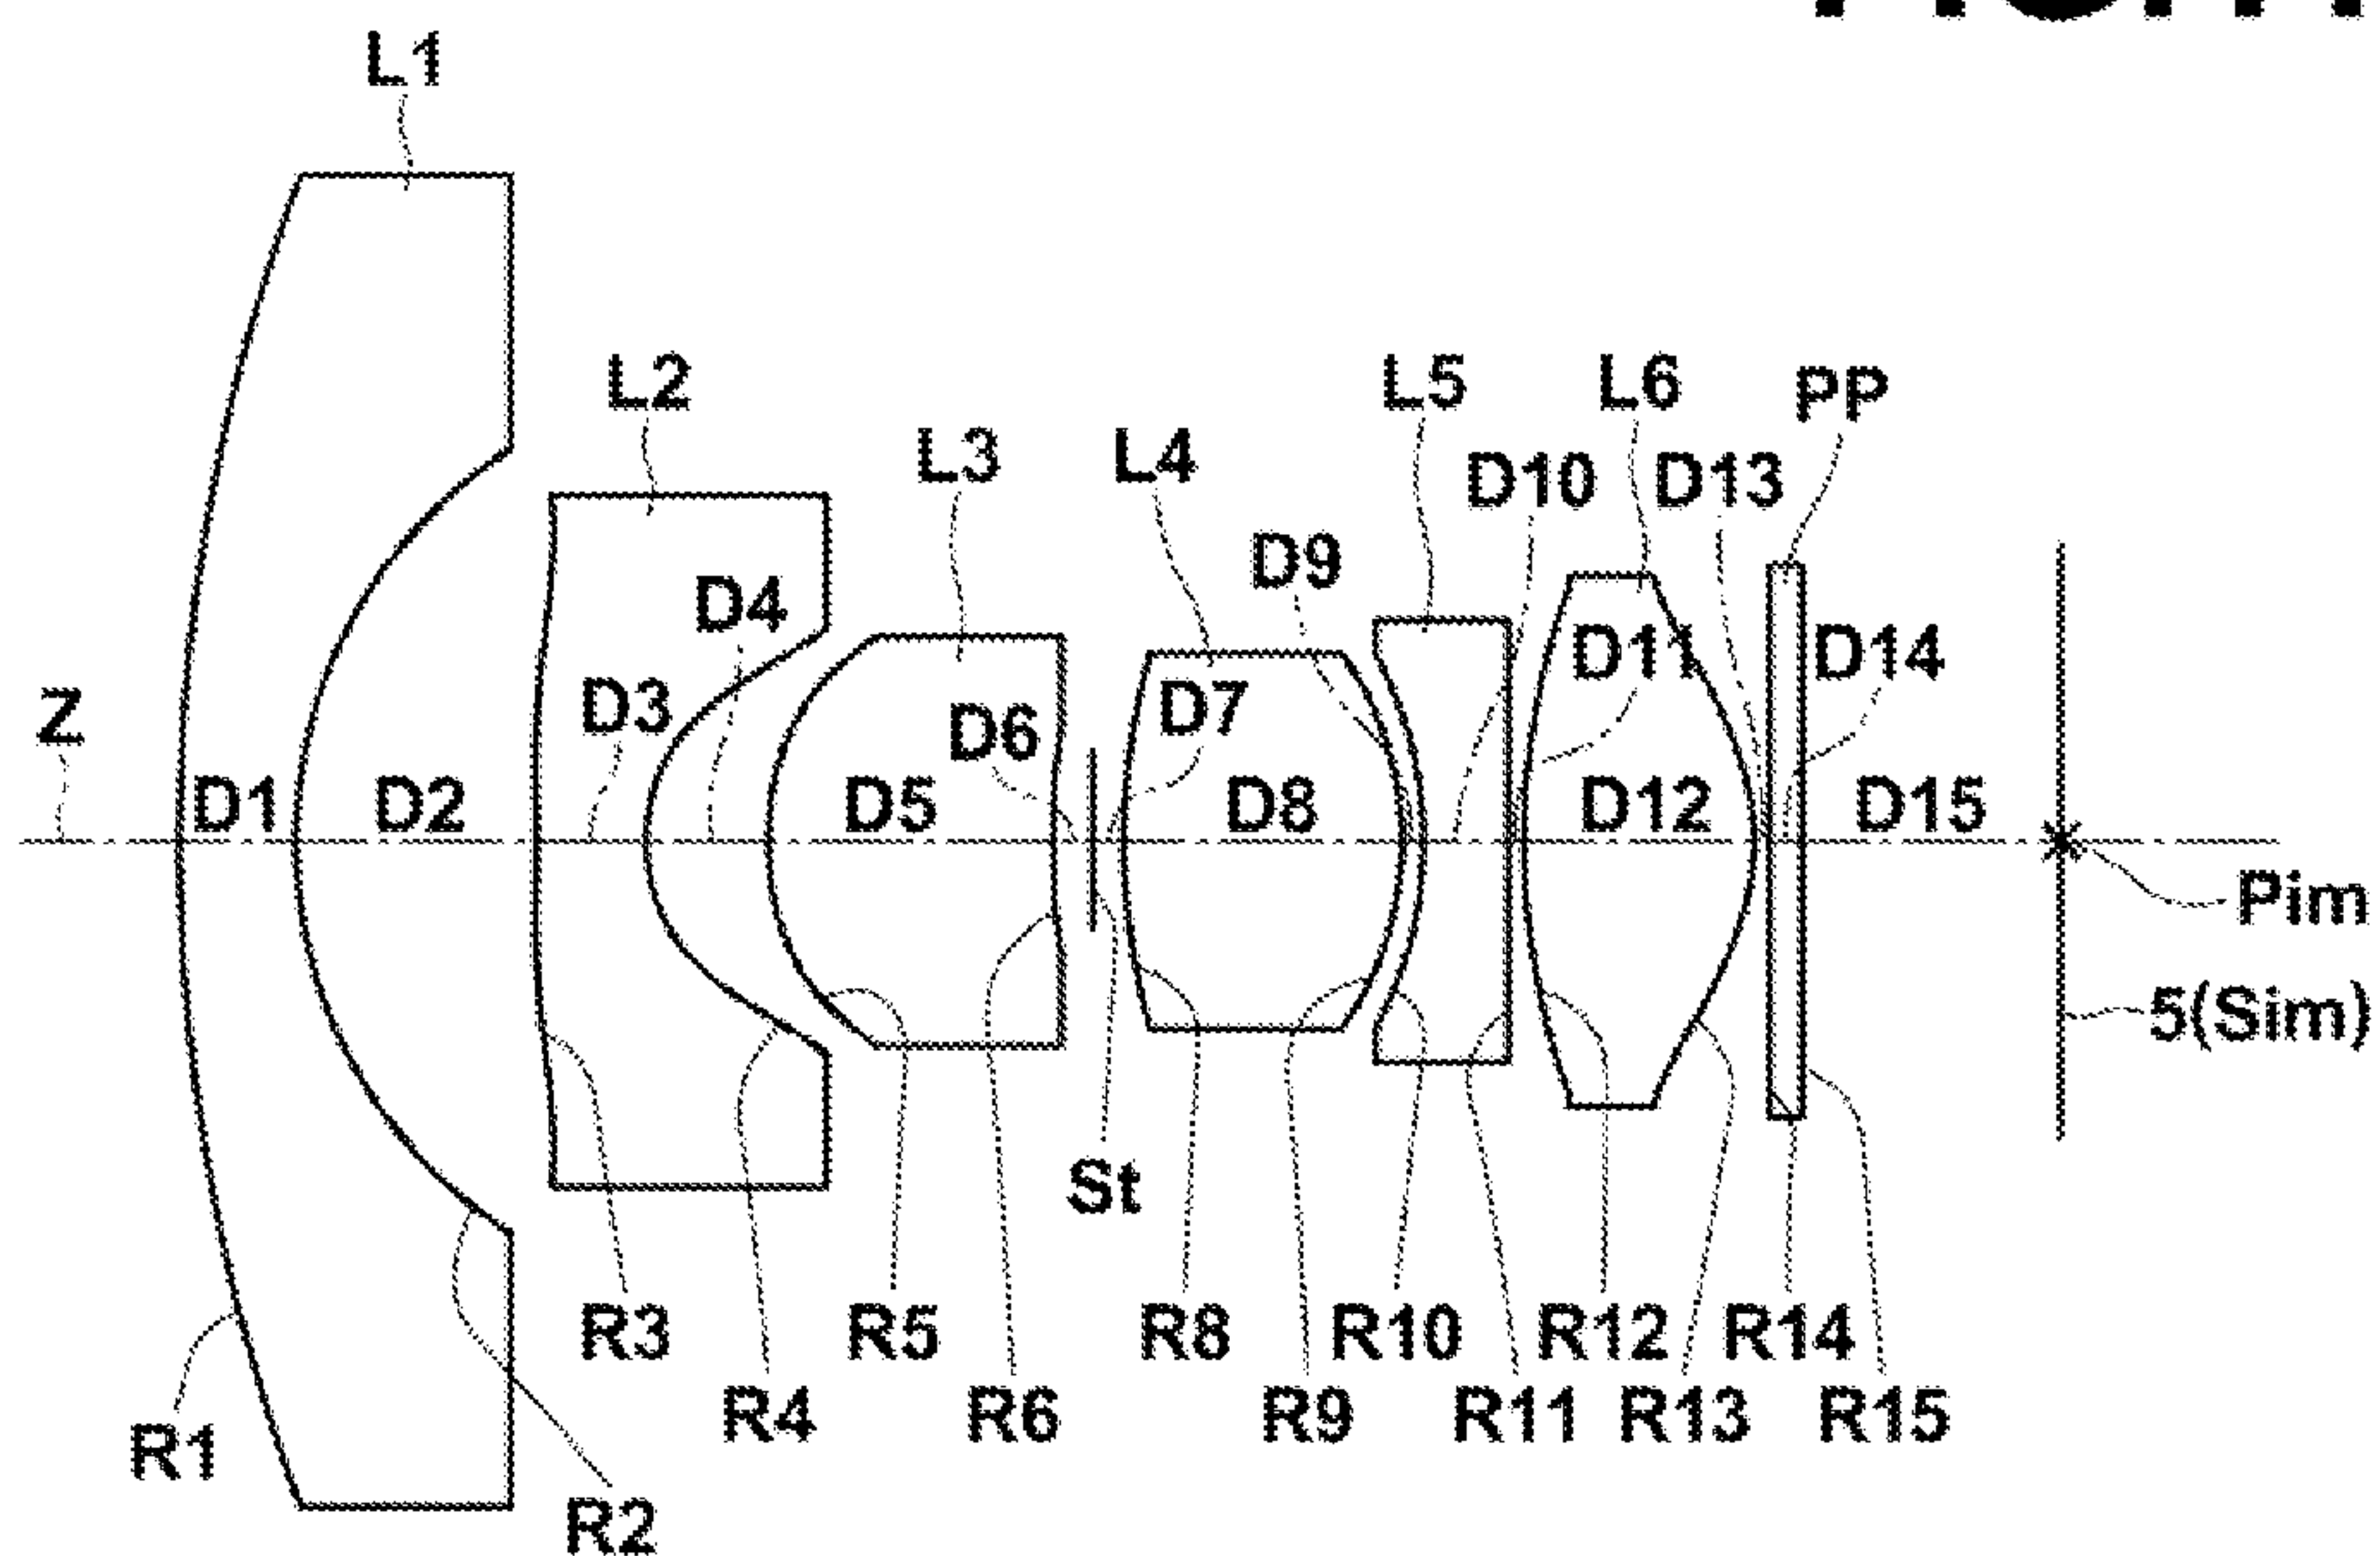 L1
L2
L5
L6
PP
L3
L4
D10
D13
D9
D4
D11
D14
D3
D7
Z
D6
D1
D2
D5
D8
D12
D15
Pim
5(Sim)
St
R3
R5
R8
R10
R12
R14
R4
R6
R9
R11
R13
R15
R1
R2